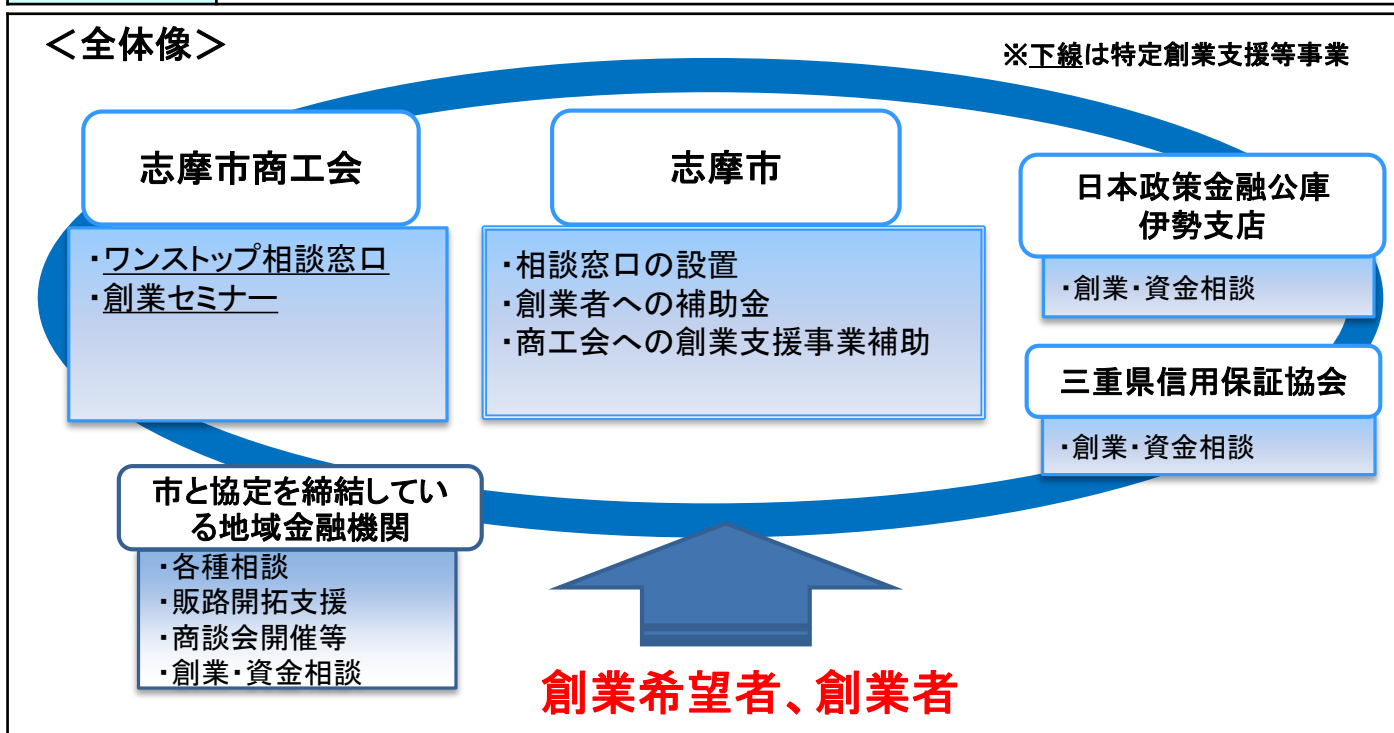 ＜全体像＞
※下線は特定創業支援等事業
志摩市商工会
・ワンストップ相談窓口
・創業セミナー
志摩市
・相談窓口の設置
・創業者への補助金
・商工会への創業支援事業補助
日本政策金融公庫
伊勢支店
・創業・資金相談
三重県信用保証協会
・創業・資金相談
市と協定を締結してい
る地域金融機関
・各種相談
・販路開拓支援
・商談会開催等
・創業・資金相談
創業希望者、創業者